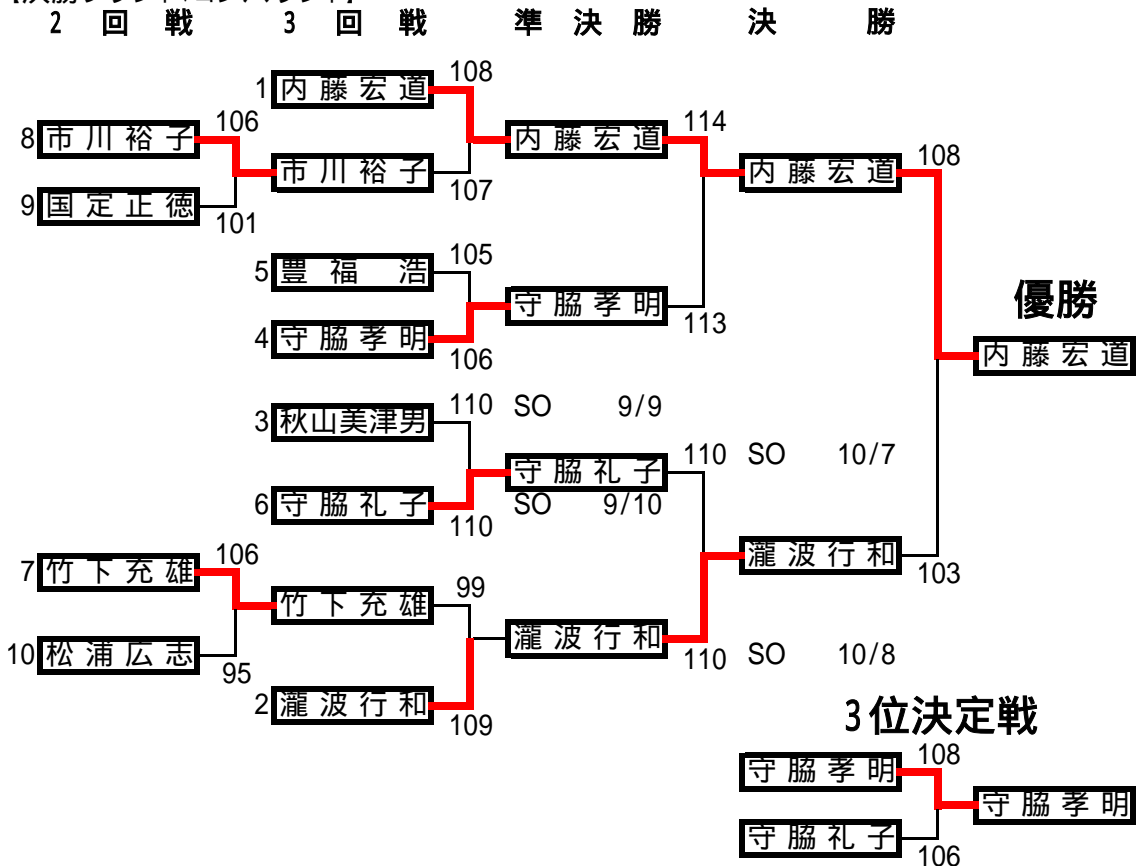 2回戦 3回戦 準決勝 決勝
108
1 内藤宏道
106 114
8 市川裕子 内藤宏道 108
市川裕子 内藤宏道
9 国定正徳 107
101
105
5 豊福 浩
守脇孝明 優勝
4 守脇孝明 113
106 内藤宏道
110 SO 9/9
3 秋山美津男
110 SO 10/7
守脇礼子
6 守脇礼子 SO 9/10
110
106
7 竹下充雄 瀧波行和
99 103
竹下充雄
瀧波行和
10 松浦広志 110 SO 10/8
95
2 瀧波行和
109 3位決定戦
108
守脇孝明
守脇孝明
守脇礼子
106